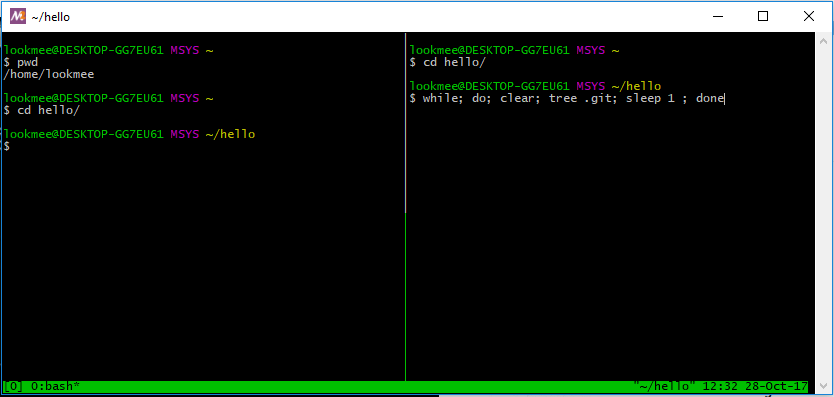 ~/hello
lookmee@DESKTOP-GG7EU61 MSYS ~
$ pwd
/home/lookmee
lookmee@DESKTOP-GG7EU61 MSYS ~
$ cd hello/
lookmee@DESKTOP-GG7EU61 MSYS ~/hello
$
lookmee@DESKTOP-GG7EU61 MSYS ~
$ cd hello/
lookmee@DESKTOP-GG7EU61 MSYS ~/hello
$ while; do; clear; tree .git; sleep 1 ; done
[0] 0:bash* "~/hello" 12:32 28-Oct-17